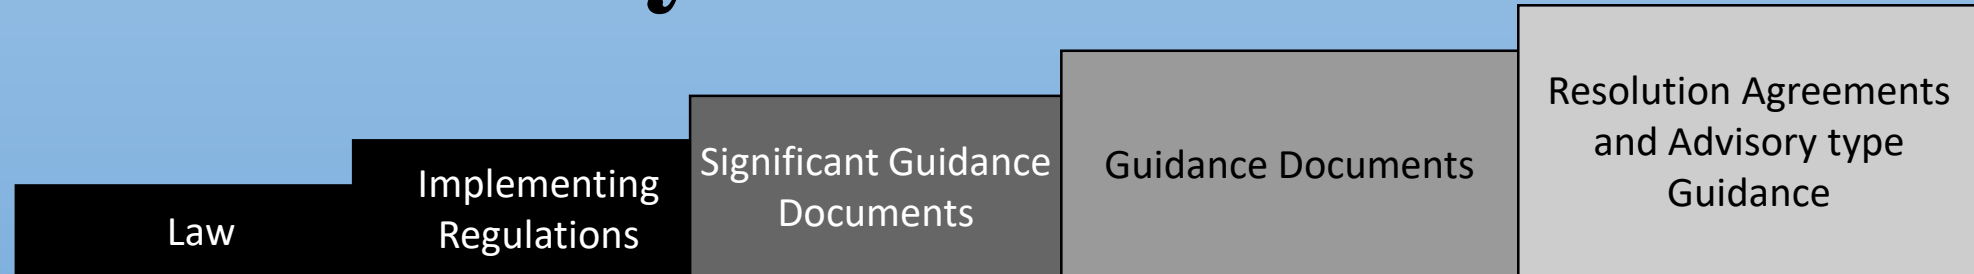 Law
Implementing
Regulations
Significant Guidance
Documents
Guidance Documents
Resolution Agreements
and Advisory type
Guidance